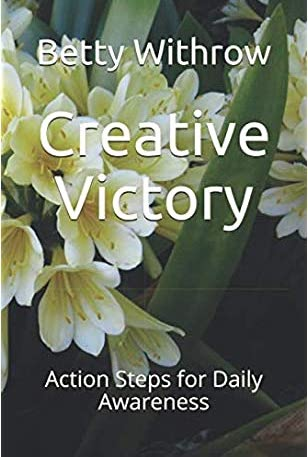 Betty Withrow
Creative
Victory
Action Steps for Daily
Awareness